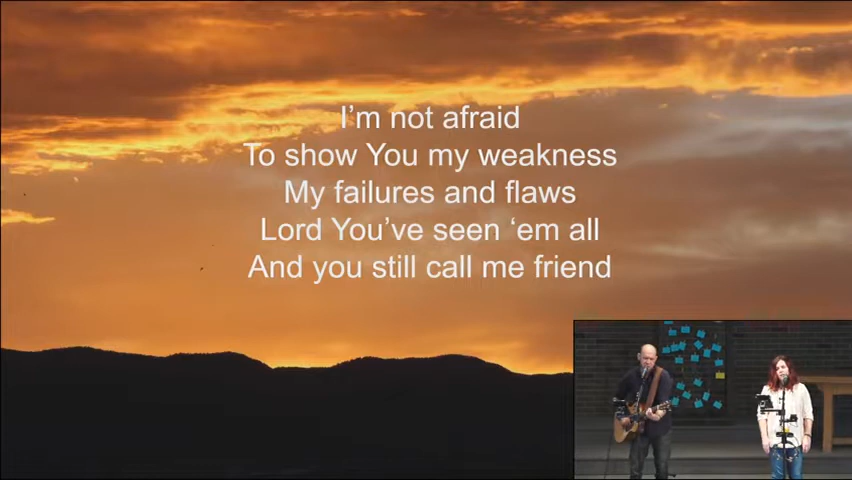 I’m not afraid
To show You my weakness
My failures and flaws
Lord You’ve seen ‘em all
And you still call me friend